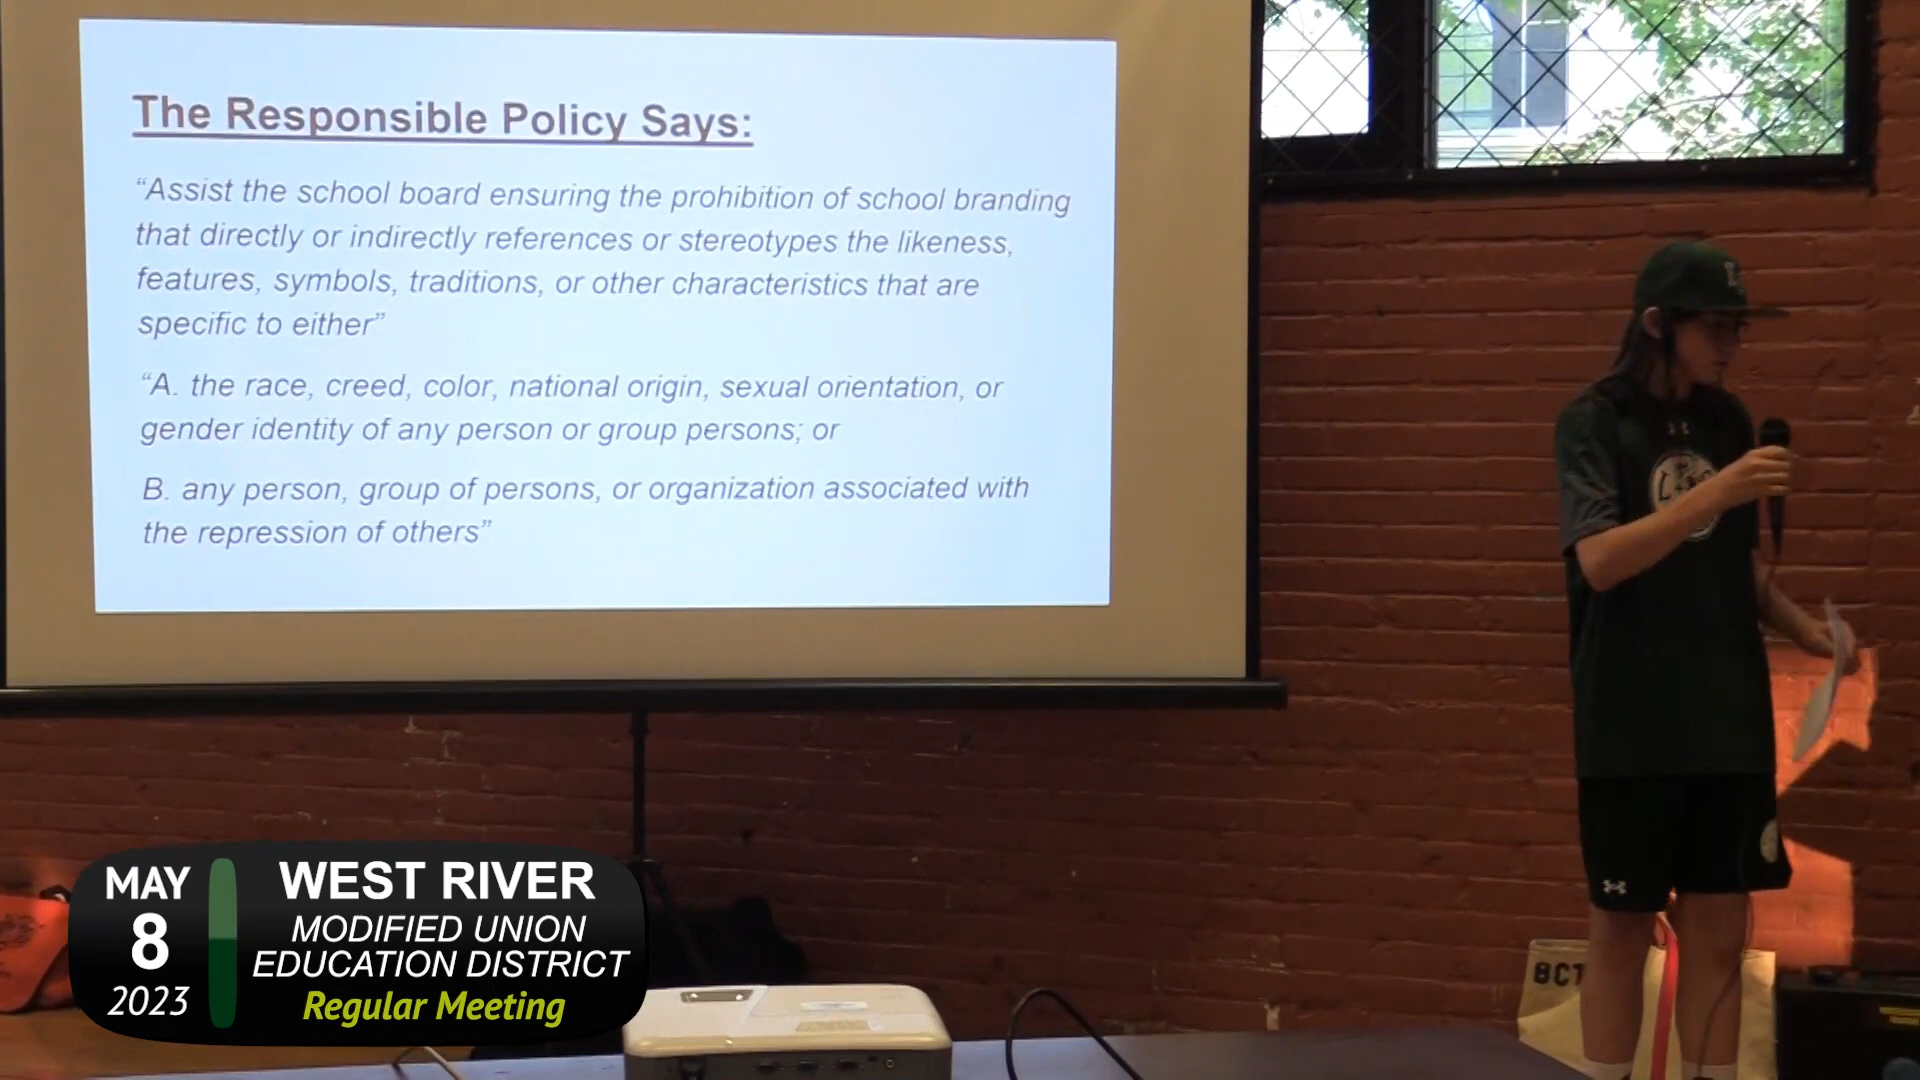 The Responsible Policy Says:
“Assist the school board ensuring the prohibition of school branding
that directly or indirectly references or stereotypes the likeness,
features, symbols, traditions, or other characteristics that are
specific to either”
“A. the race, creed, color, national origin, sexual orientation, or
gender identity of any person or group persons; or
B. any person, group of persons, or organization associated with
the repression of others”
MAY
8
2023
WEST RIVER
MODIFIED UNION
EDUCATION DISTRICT
Regular Meeting
BCT